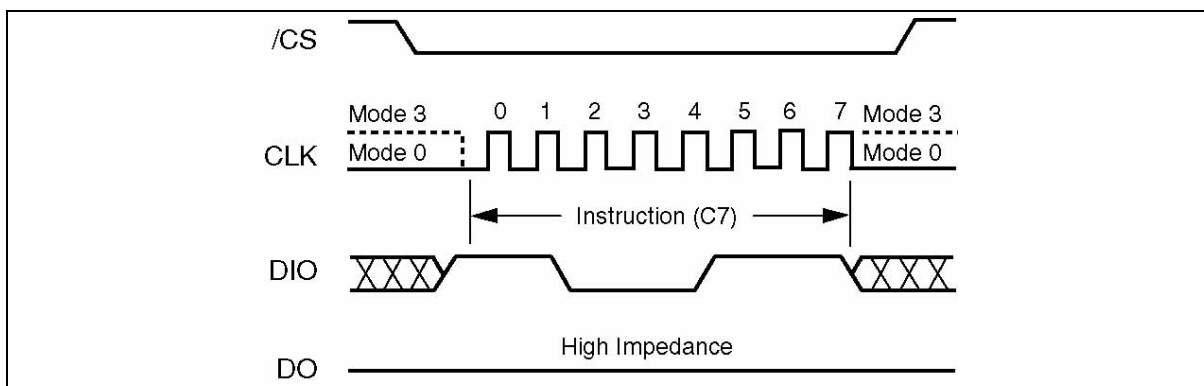 /CS
Mode 3 0 1 2 3 4 5 6 7 Mode 3
CLK Mode 0 Mode 0
Instruction (C7)
DIO
High Impedance
DO